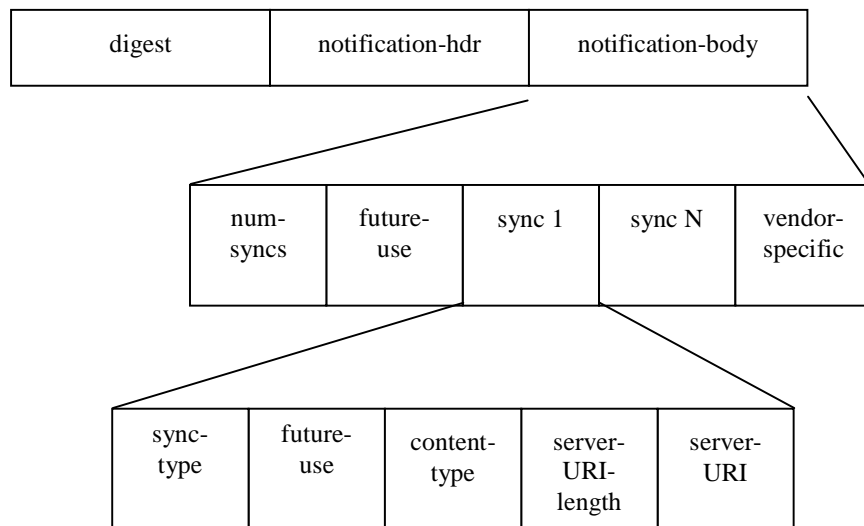 digest
notification-hdr
notification-body
num-
syncs
future-
use
sync 1
sync N
vendor-
specific
sync-
type
future-
use
content-
type
server-
URI-
length
server-
URI